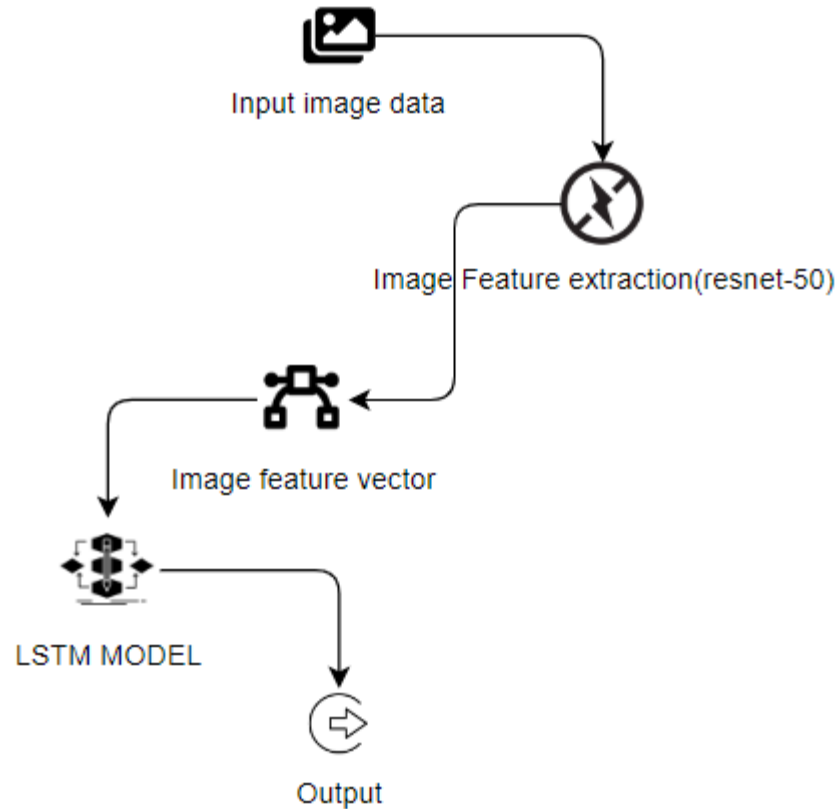 Input image data
Image Feature extraction(resnet-50)
Image feature vector
LSTM MODEL
Output